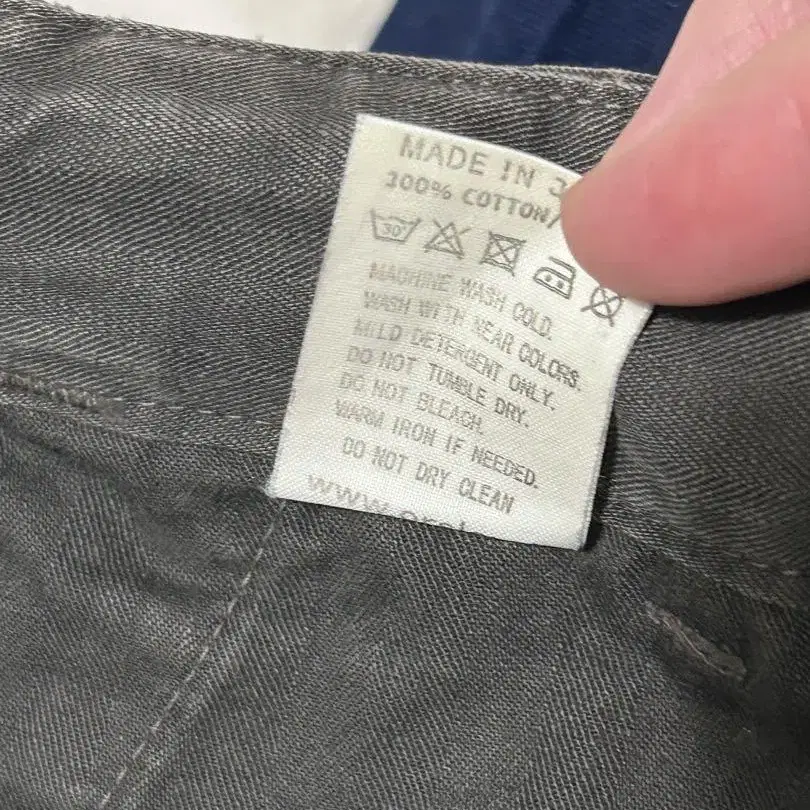 MADE IN
100% COTTON/
30°
MACHINE WASH COLD.
WASH WITH NEAR COLORS.
MILD DETERGENT ONLY.
DO NOT TUMBLE DRY.
DO NOT BLEACH.
WARM IRON IF NEEDED.
DO NOT DRY CLEAN